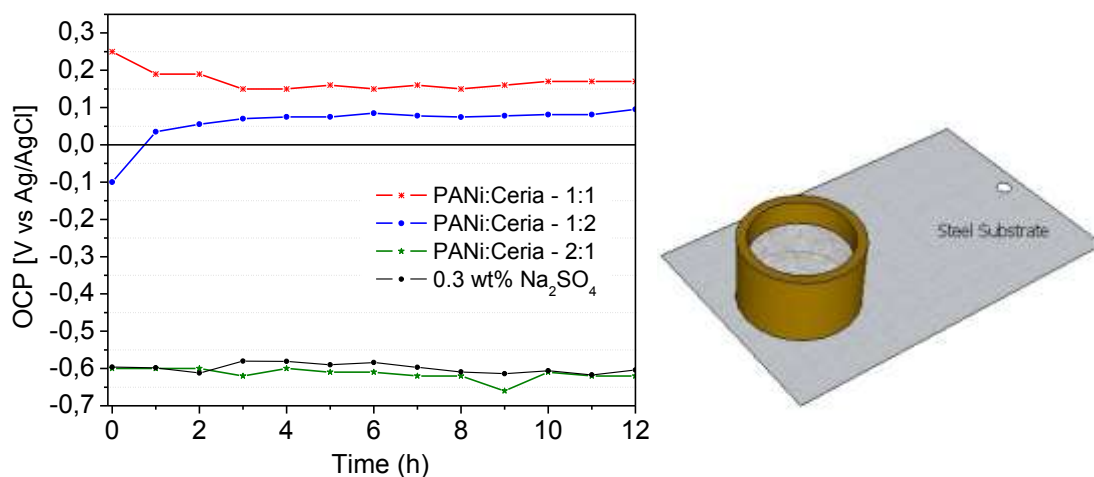 0,3
0,2
0,1
0,0
-0,1
-0,2
-0,3
-0,4
-0,5
-0,6
-0,7
OCP [V vs Ag/AgCl]
PANi:Ceria - 1:1
PANi:Ceria - 1:2
PANi:Ceria - 2:1
0.3 wt% Na₂SO₄
0 2 4 6 8 10 12
Time (h)
Steel Substrate